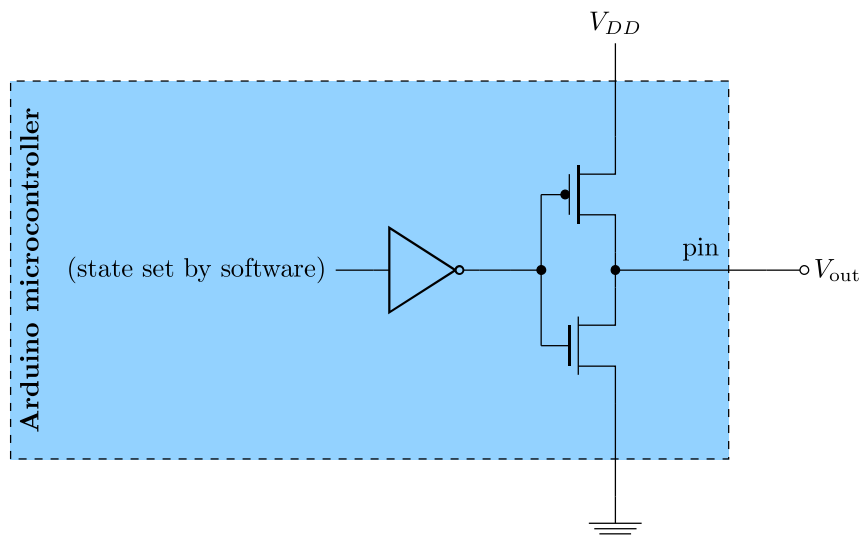 V_DD
Arduino microcontroller
(state set by software)
pin
V_out